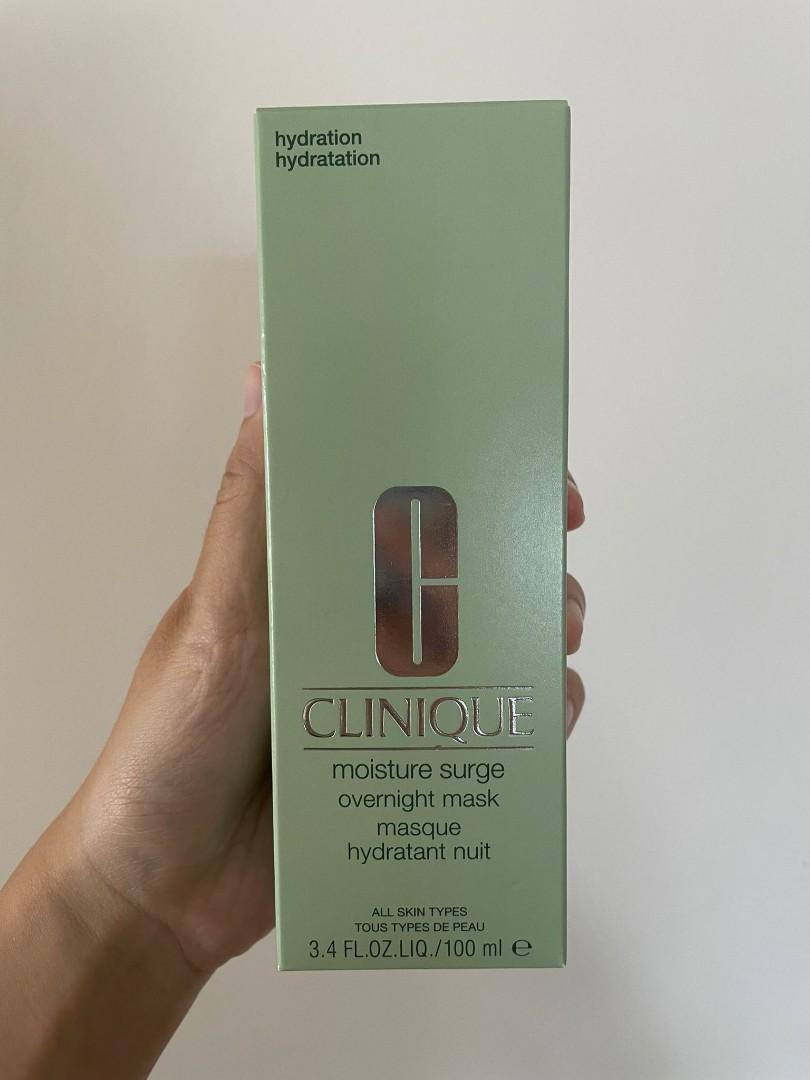 hydration
hydratation
CLINIQUE
moisture surge
overnight mask
masque
hydratant nuit
ALL SKIN TYPES
TOUS TYPES DE PEAU
3.4 FL.OZ.LIQ./100 ml ℮